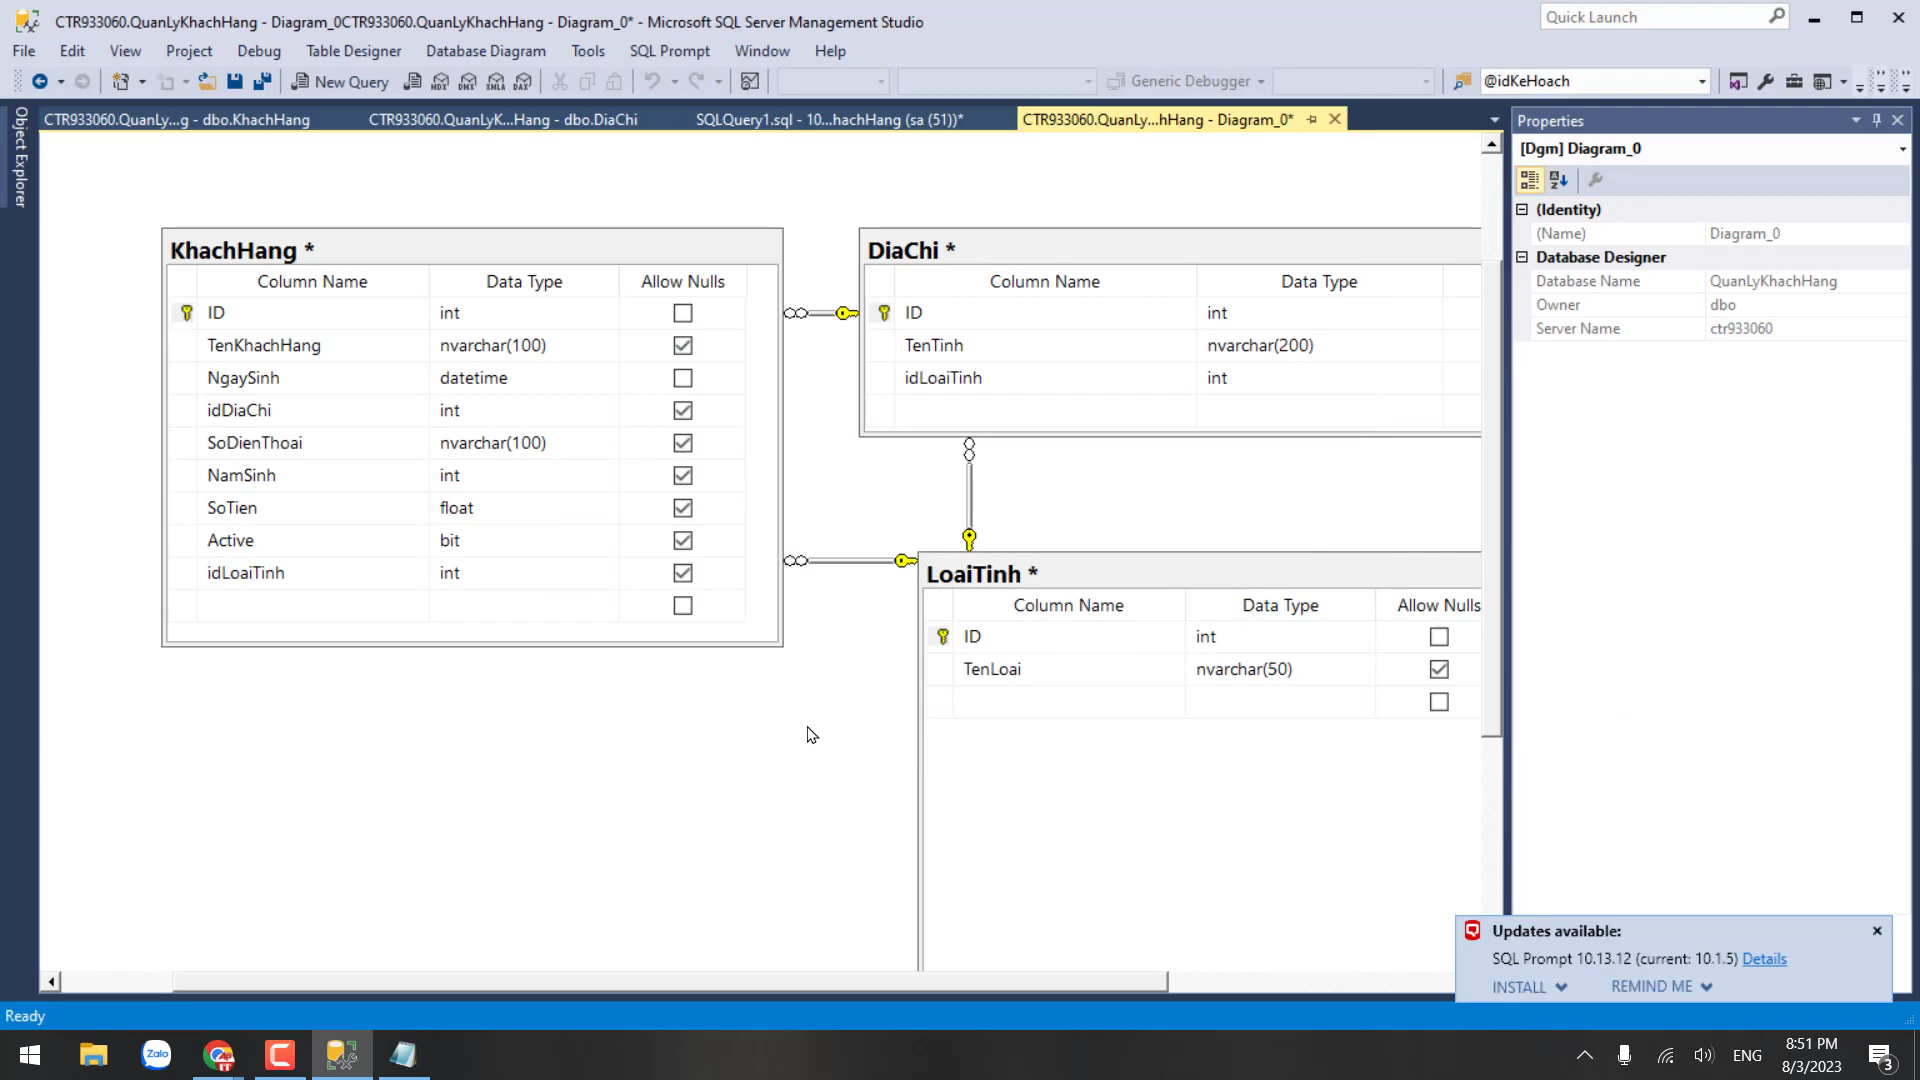 CTR933060.QuanLyKhachHang - Diagram_0CTR933060.QuanLyKhachHang - Diagram_0* - Microsoft SQL Server Management Studio
Quick Launch
File Edit View Project Debug Table Designer Database Diagram Tools SQL Prompt Window Help
New Query MDX DMX XMLA DAX Generic Debugger @idKeHoach
CTR933060.QuanLy...g - dbo.KhachHang CTR933060.QuanLyK...Hang - dbo.DiaChi SQLQuery1.sql - 10...hachHang (sa (51))* CTR933060.QuanLy...hHang - Diagram_0*
Object Explorer
KhachHang *
Column Name Data Type Allow Nulls
ID int
TenKhachHang nvarchar(100)
NgaySinh datetime
idDiaChi int
SoDienThoai nvarchar(100)
NamSinh int
SoTien float
Active bit
idLoaiTinh int
DiaChi *
Column Name Data Type
ID int
TenTinh nvarchar(200)
idLoaiTinh int
LoaiTinh *
Column Name Data Type Allow Nulls
ID int
TenLoai nvarchar(50)
Properties
[Dgm] Diagram_0
(Identity)
(Name) Diagram_0
Database Designer
Database Name QuanLyKhachHang
Owner dbo
Server Name ctr933060
Updates available:
SQL Prompt 10.13.12 (current: 10.1.5) Details
INSTALL REMIND ME
Ready
Zalo
ENG
8:51 PM
8/3/2023
3